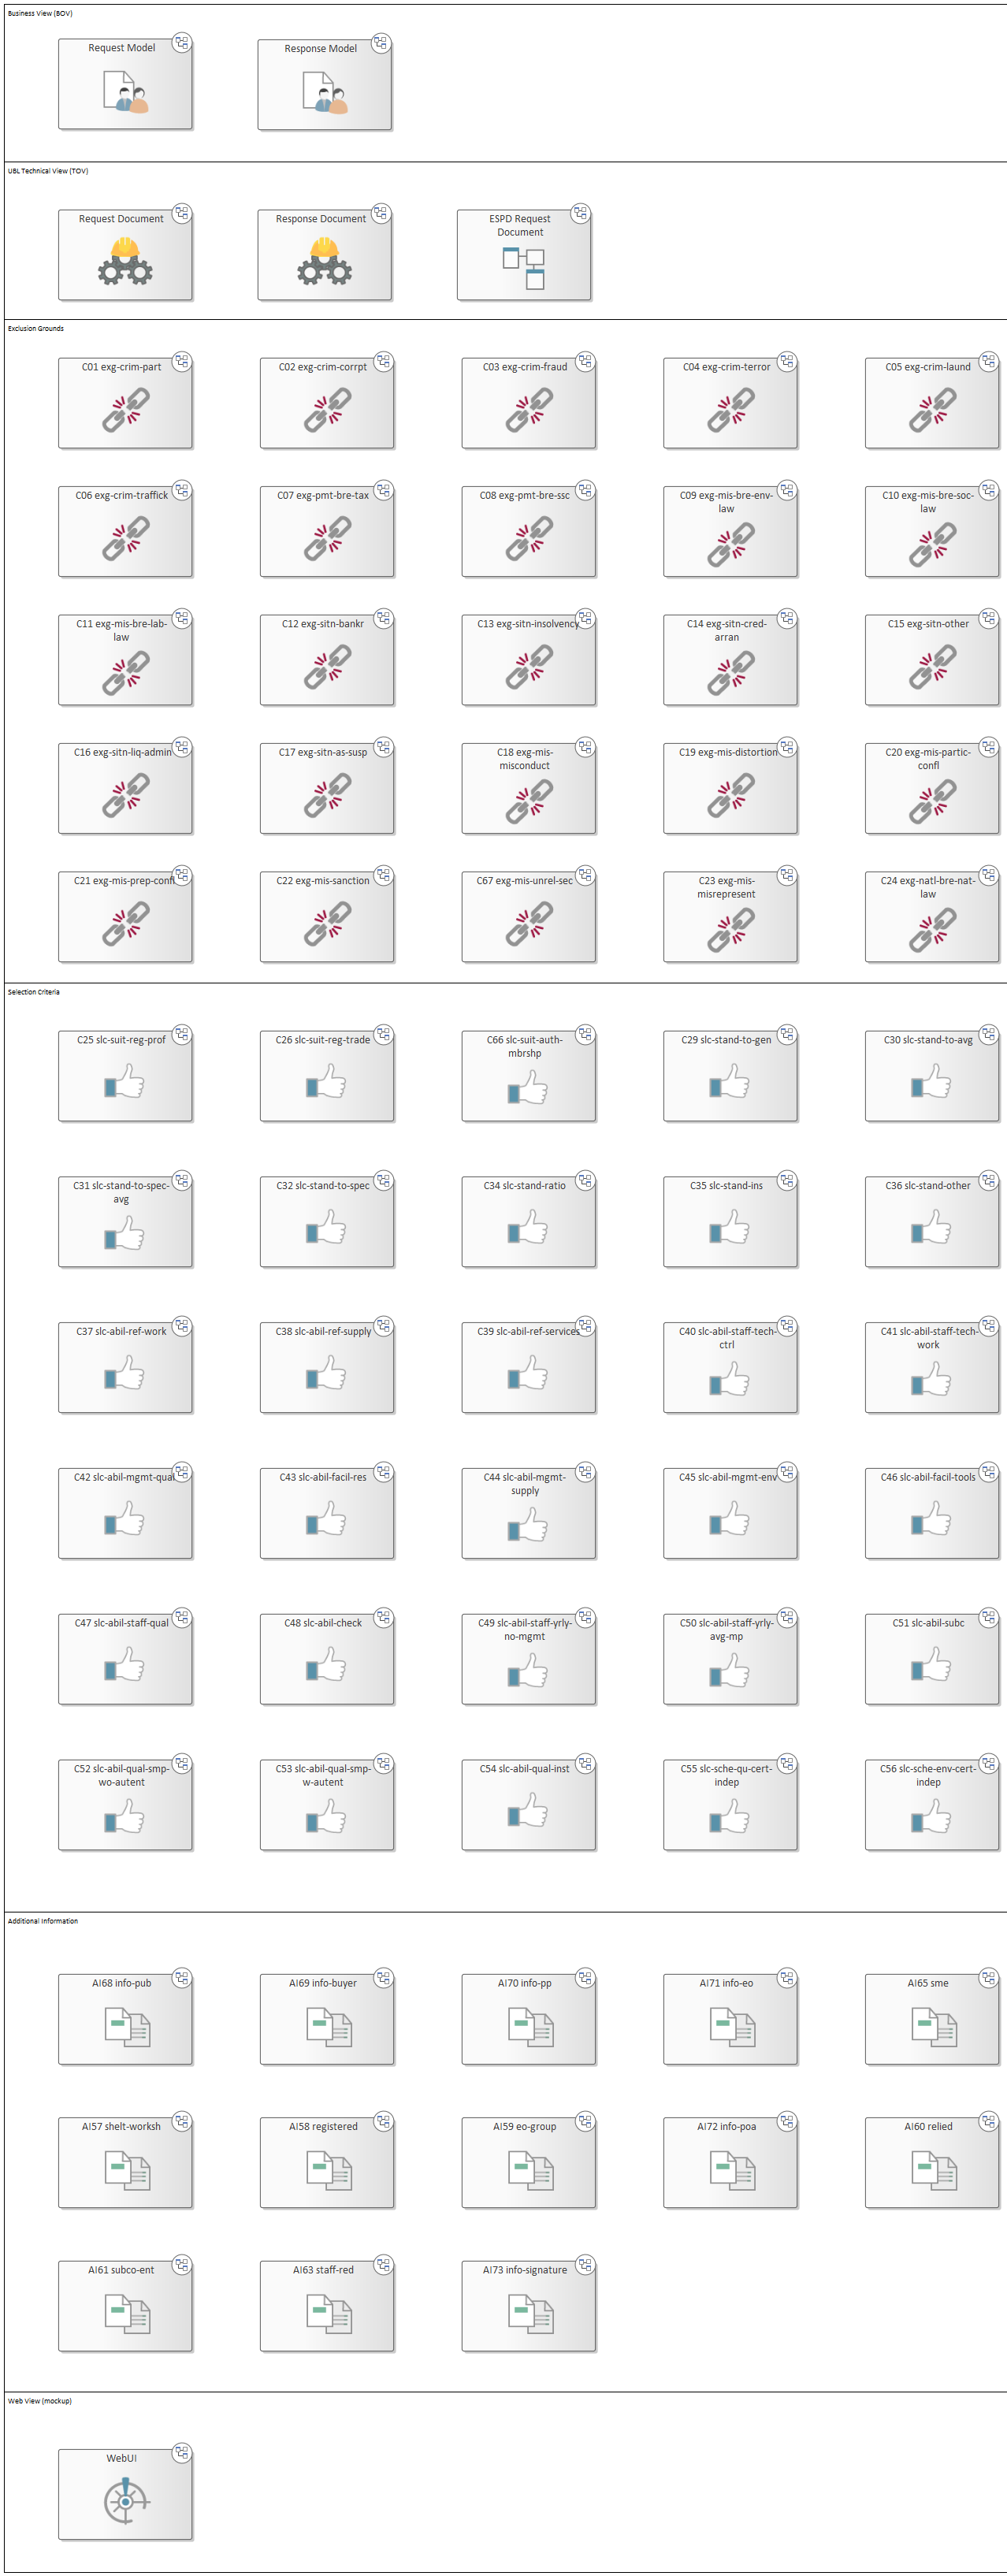 Business View (BOV)
Request Model
Response Model
UBL Technical View (TOV)
Request Document
Response Document
ESPD Request
Document
Exclusion Grounds
C01 exg-crim-part
C02 exg-crim-corrpt
C03 exg-crim-fraud
C04 exg-crim-terror
C05 exg-crim-laund
C06 exg-crim-traffick
C07 exg-pmt-bre-tax
C08 exg-pmt-bre-ssc
C09 exg-mis-bre-env-
law
C10 exg-mis-bre-soc-
law
C11 exg-mis-bre-lab-
law
C12 exg-sitn-bankr
C13 exg-sitn-insolvency
C14 exg-sitn-cred-
arran
C15 exg-sitn-other
C16 exg-sitn-liq-admin
C17 exg-sitn-as-susp
C18 exg-mis-
misconduct
C19 exg-mis-distortion
C20 exg-mis-partic-
confl
C21 exg-mis-prep-confl
C22 exg-mis-sanction
C67 exg-mis-unrel-sec
C23 exg-mis-
misrepresent
C24 exg-natl-bre-nat-
law
Selection Criteria
C25 slc-suit-reg-prof
C26 slc-suit-reg-trade
C66 slc-suit-auth-
mbrshp
C29 slc-stand-to-gen
C30 slc-stand-to-avg
C31 slc-stand-to-spec-
avg
C32 slc-stand-to-spec
C34 slc-stand-ratio
C35 slc-stand-ins
C36 slc-stand-other
C37 slc-abil-ref-work
C38 slc-abil-ref-supply
C39 slc-abil-ref-services
C40 slc-abil-staff-tech-
ctrl
C41 slc-abil-staff-tech-
work
C42 slc-abil-mgmt-qual
C43 slc-abil-facil-res
C44 slc-abil-mgmt-
supply
C45 slc-abil-mgmt-env
C46 slc-abil-facil-tools
C47 slc-abil-staff-qual
C48 slc-abil-check
C49 slc-abil-staff-yrly-
no-mgmt
C50 slc-abil-staff-yrly-
avg-mp
C51 slc-abil-subc
C52 slc-abil-qual-smp-
wo-autent
C53 slc-abil-qual-smp-
w-autent
C54 slc-abil-qual-inst
C55 slc-sche-qu-cert-
indep
C56 slc-sche-env-cert-
indep
Additional Information
AI68 info-pub
AI69 info-buyer
AI70 info-pp
AI71 info-eo
AI65 sme
AI57 shelt-worksh
AI58 registered
AI59 eo-group
AI72 info-poa
AI60 relied
AI61 subco-ent
AI63 staff-red
AI73 info-signature
Web View (mockup)
WebUI